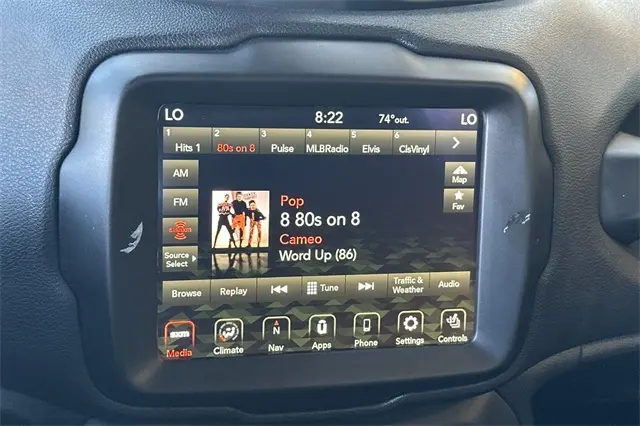 LO 8:22 74°out. LO
1 2 3 4 5 6
Hits 1 80s on 8 Pulse MLBRadio Elvis ClsVinyl
AM
Map
FM
Fav
Pop
8 80s on 8
Cameo
Word Up (86)
Source
Select
Browse Replay Tune Traffic & Weather Audio
N
Media Climate Nav Apps Phone Settings Controls